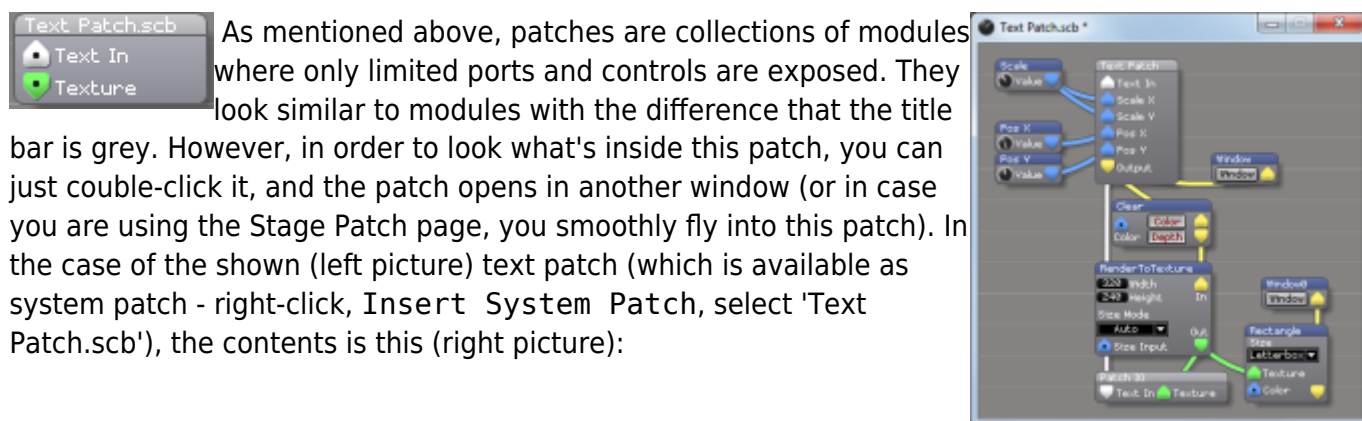 Text Patch.scb
Text In
Texture
As mentioned above, patches are collections of modules
where only limited ports and controls are exposed. They
look similar to modules with the difference that the title
bar is grey. However, in order to look what's inside this patch, you can
just couble-click it, and the patch opens in another window (or in case
you are using the Stage Patch page, you smoothly fly into this patch). In
the case of the shown (left picture) text patch (which is available as
system patch - right-click, Insert System Patch, select 'Text
Patch.scb'), the contents is this (right picture):
Text Patch.scb *
Scale
Value
Text Patch
Text In
Scale X
Scale Y
Pos X
Pos Y
Output
Pos X
Value
Pos Y
Value
Window
Window
Clear
Color
Color Depth
RenderToTexture
320 Width
240 Height In
Size Mode
Auto Out
Size Input
Window0
Window
Rectangle
Size
Letterbox
Texture
Color
Patch IO
Text In Texture